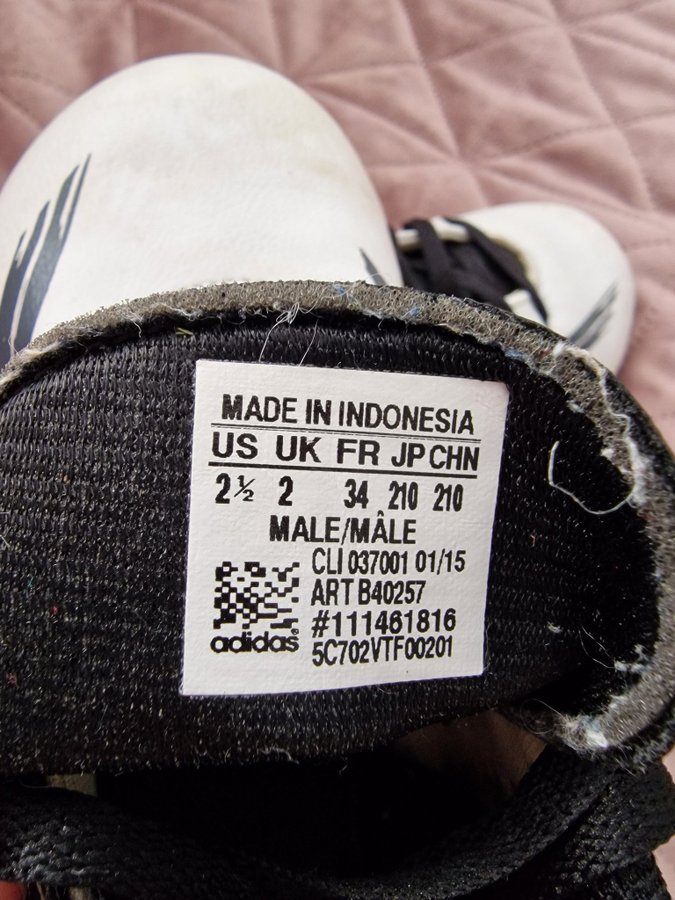 MADE IN INDONESIA
US UK FR JP CHN
2½ 2 34 210 210
MALE/MÂLE
CLI 037001 01/15
ART B40257
#111461816
adidas® 5C702VTF00201